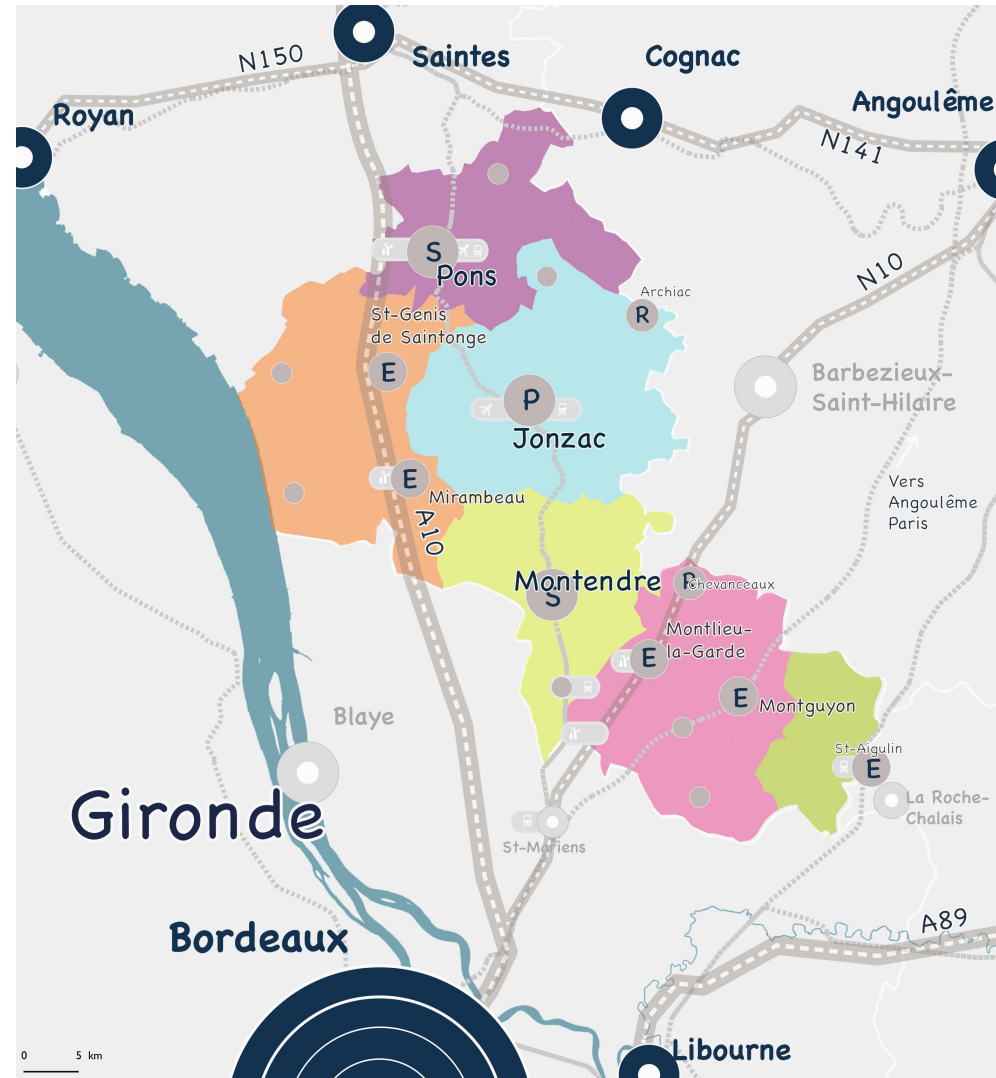 N150
Saintes
Cognac
Royan
Angoulême
N141
N10
S
Pons
Archiac
R
St-Genis
de Saintonge
E
Barbezieux-
Saint-Hilaire
P
Jonzac
E
Mirambeau
A10
Vers
Angoulême
Paris
Montendre
S
Chevanceaux
Montlieu-
la-Garde
E
E
Montguyon
Blaye
St-Aigulin
E
Gironde
La Roche-
Chalais
St-Mariens
Bordeaux
A89
Libourne
0 5 km